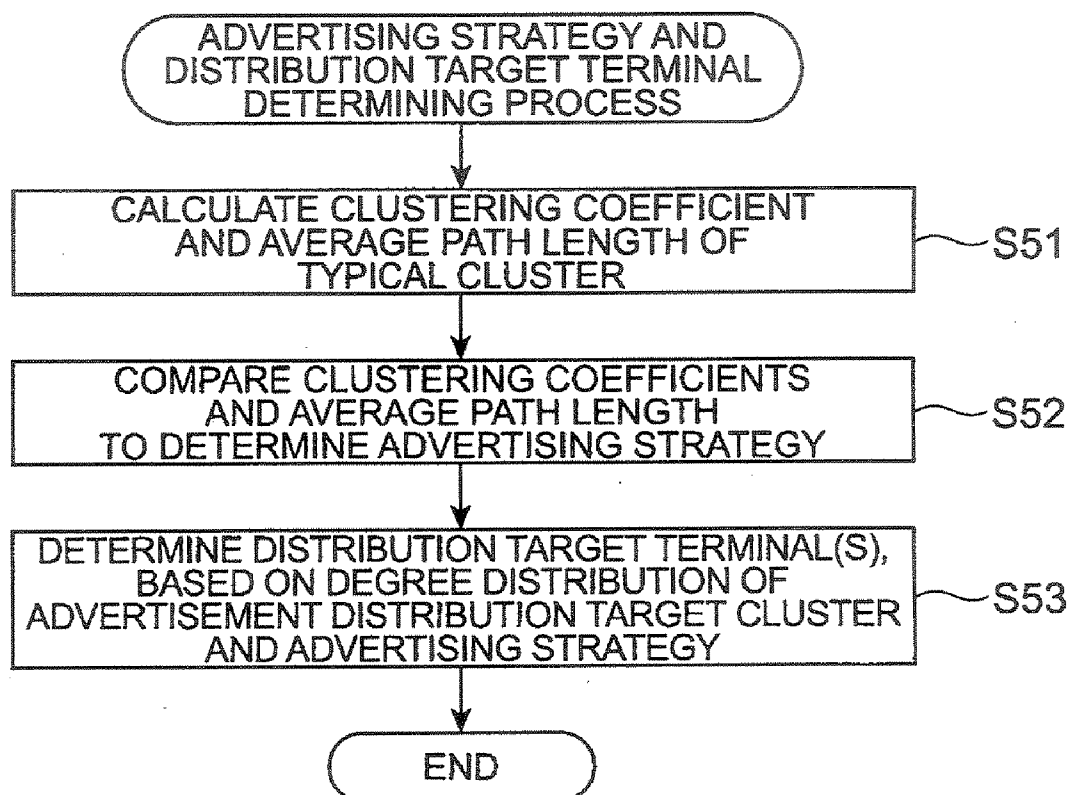 ADVERTISING STRATEGY AND
DISTRIBUTION TARGET TERMINAL
DETERMINING PROCESS
CALCULATE CLUSTERING COEFFICIENT
AND AVERAGE PATH LENGTH OF
TYPICAL CLUSTER
S51
COMPARE CLUSTERING COEFFICIENTS
AND AVERAGE PATH LENGTH
TO DETERMINE ADVERTISING STRATEGY
S52
DETERMINE DISTRIBUTION TARGET TERMINAL(S),
BASED ON DEGREE DISTRIBUTION OF
ADVERTISEMENT DISTRIBUTION TARGET CLUSTER
AND ADVERTISING STRATEGY
S53
END